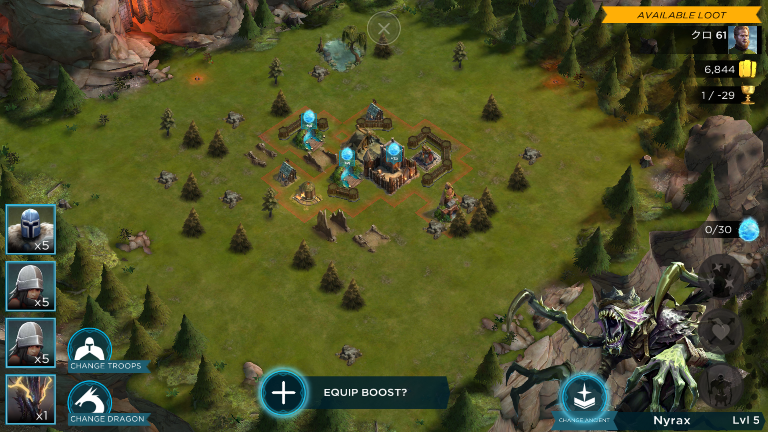 AVAILABLE LOOT
クロ 61
6,844
1 / -29
0/30
x5
x5
x5
x1
CHANGE TROOPS
CHANGE DRAGON
EQUIP BOOST?
CHANGE ANCIENT
Nyrax Lvl 5